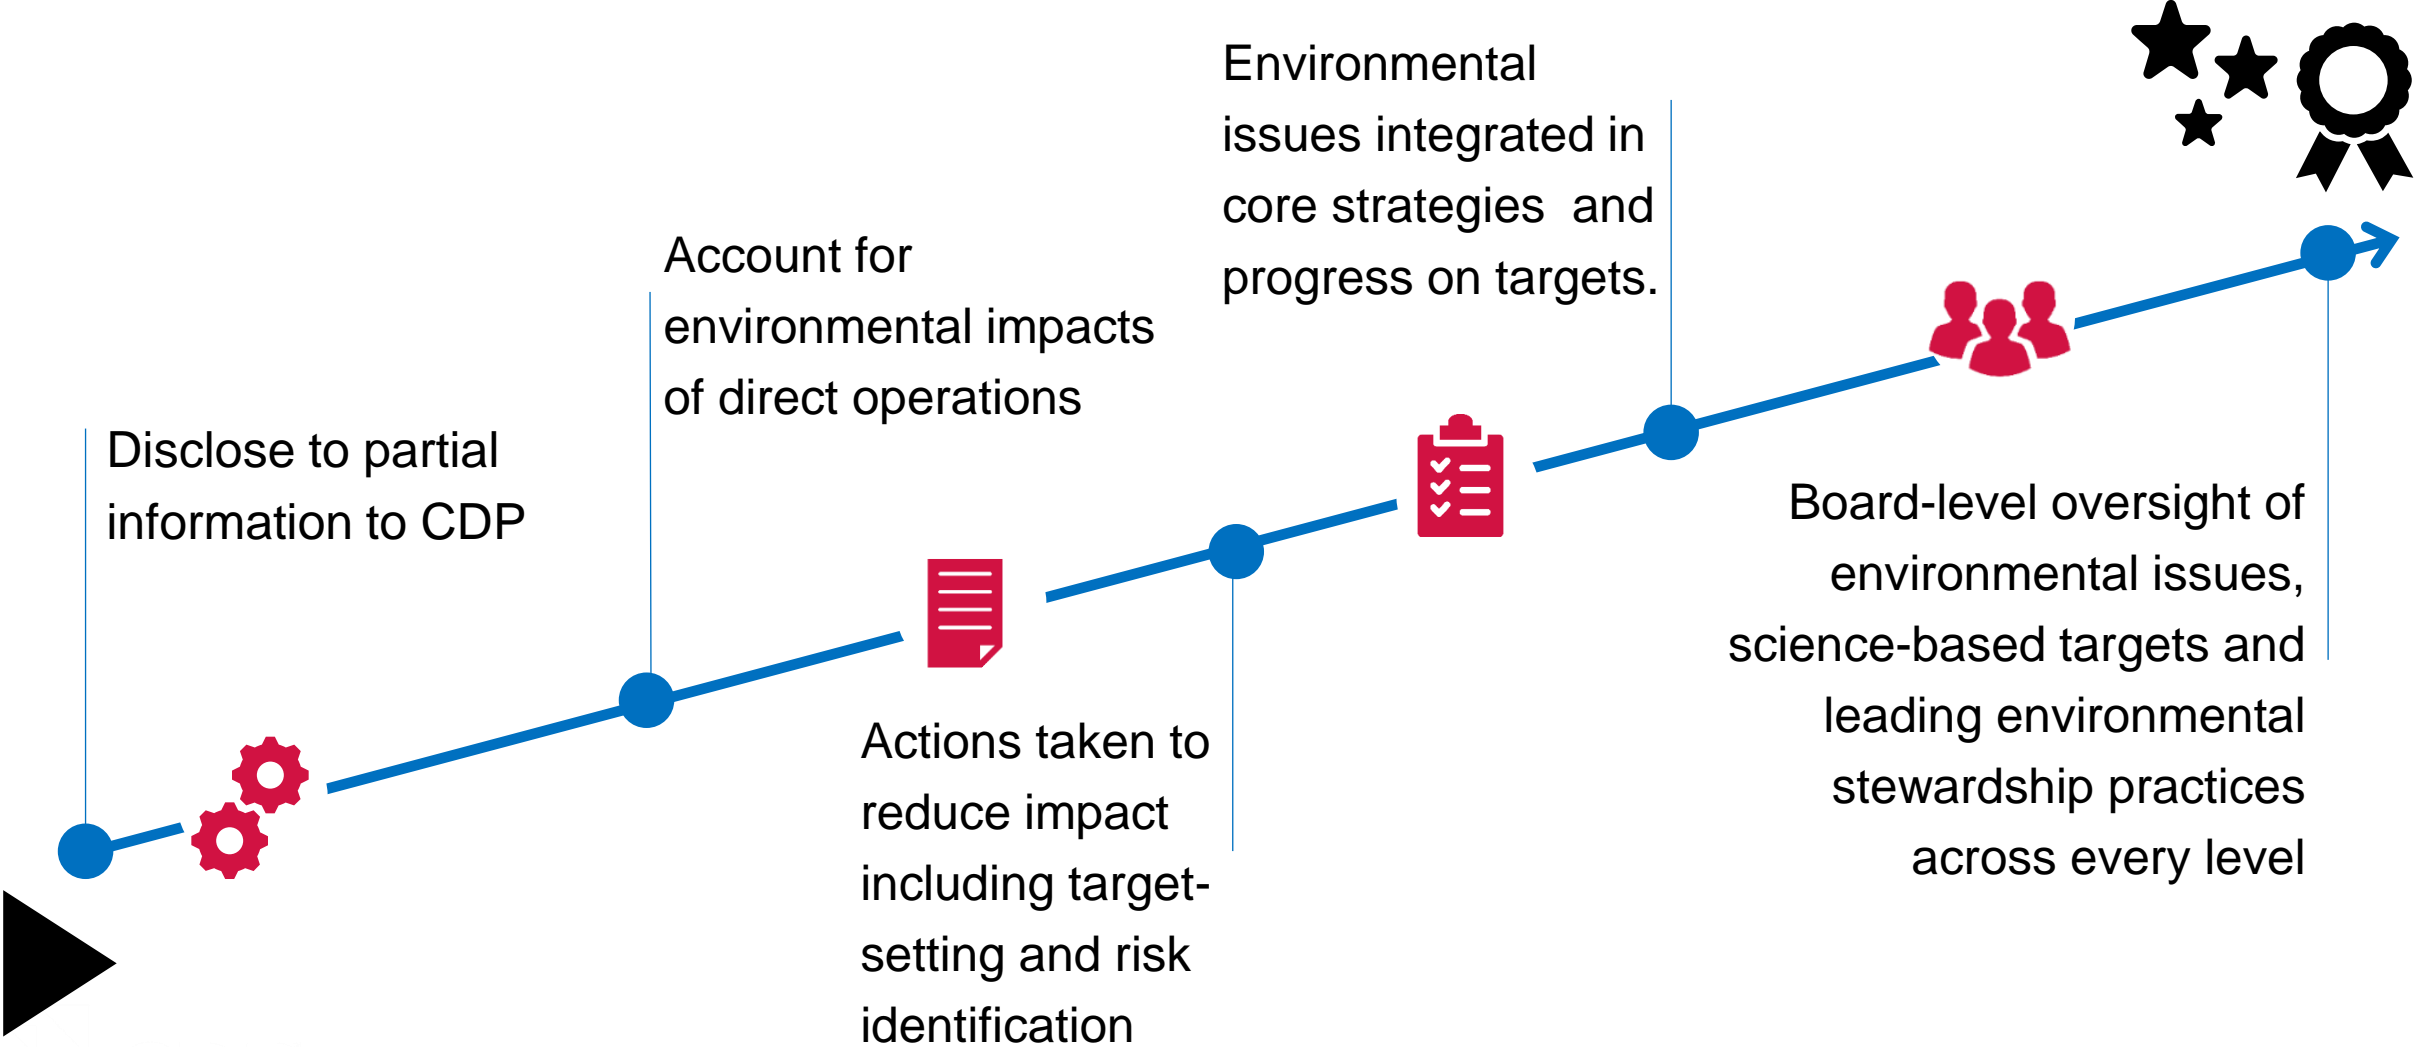 Disclose to partial
information to CDP
Account for
environmental impacts
of direct operations
Actions taken to
reduce impact
including target-
setting and risk
identification
Environmental
issues integrated in
core strategies  and
progress on targets.
Board-level oversight of
environmental issues,
science-based targets and
leading environmental
stewardship practices
across every level